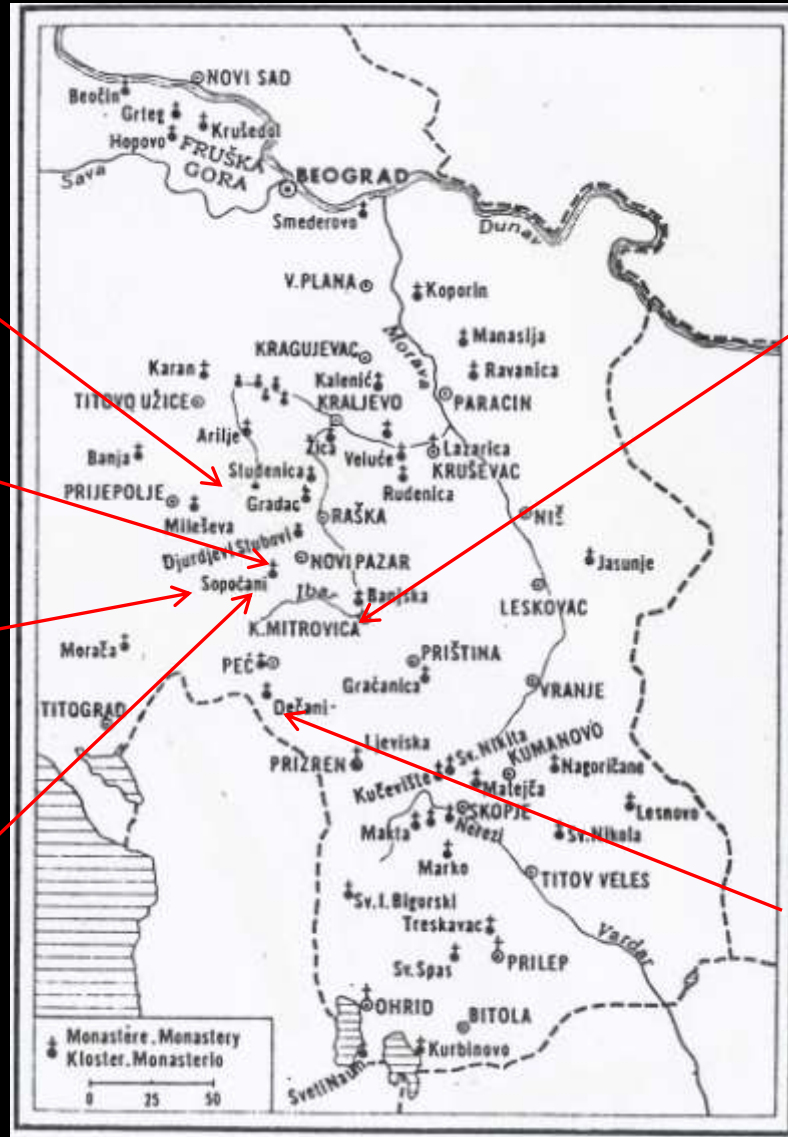 NOVI SAD
Beočin
Grteg
Krušedol
Hopovo
FRUŠKA
GORA
Sava
BEOGRAD
Smederovo
Dunav
V.PLANA
Koporin
Morava
Manasija
KRAGUJEVAC
Karan
Kalenić
Ravanica
TITOVO UŽICE
KRALJEVO
PARACIN
Arilje
Žiča
Veluće
Lazarica
KRUŠEVAC
Banja
Studenica
Rudenica
PRIJEPOLJE
Gradac
Mileševa
RAŠKA
NIŠ
Djurdjevi Stubovi
NOVI PAZAR
Jasunje
Sopočani
Ibar
Banjska
LESKOVAC
K.MITROVICA
Morača
PEĆ
PRIŠTINA
Gračanica
VRANJE
Dečani
TITOGRAD
Ljeviska
Sv. Nikita
KUMANOVO
PRIZREN
Kučevište
Nagoričane
Matejča
SKOPJE
Lesnovo
Makta
Nerezi
Sv. Nikola
Marko
TITOV VELES
Sv. I. Bigorski
Treskavac
Vardar
Sv. Spas
PRILEP
OHRID
BITOLA
Monastère. Monastery
Kloster. Monasterio
Kurbinovo
Sveti Naum
0 25 50